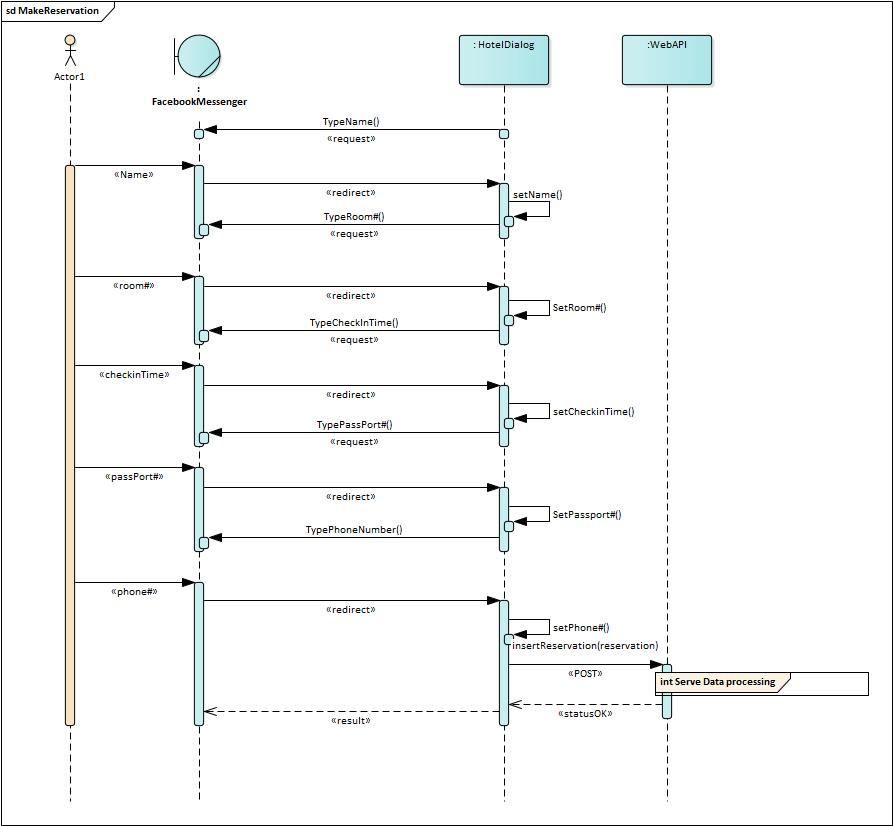 sd MakeReservation
Actor1
:
FacebookMessenger
: HotelDialog
:WebAPI
TypeName()
«request»
«Name»
«redirect»
setName()
TypeRoom#()
«request»
«room#»
«redirect»
SetRoom#()
TypeCheckInTime()
«request»
«checkinTime»
«redirect»
setCheckinTime()
TypePassPort#()
«request»
«passPort#»
«redirect»
SetPassport#()
TypePhoneNumber()
«phone#»
«redirect»
setPhone#()
insertReservation(reservation)
«POST»
int Serve Data processing
«statusOK»
«result»